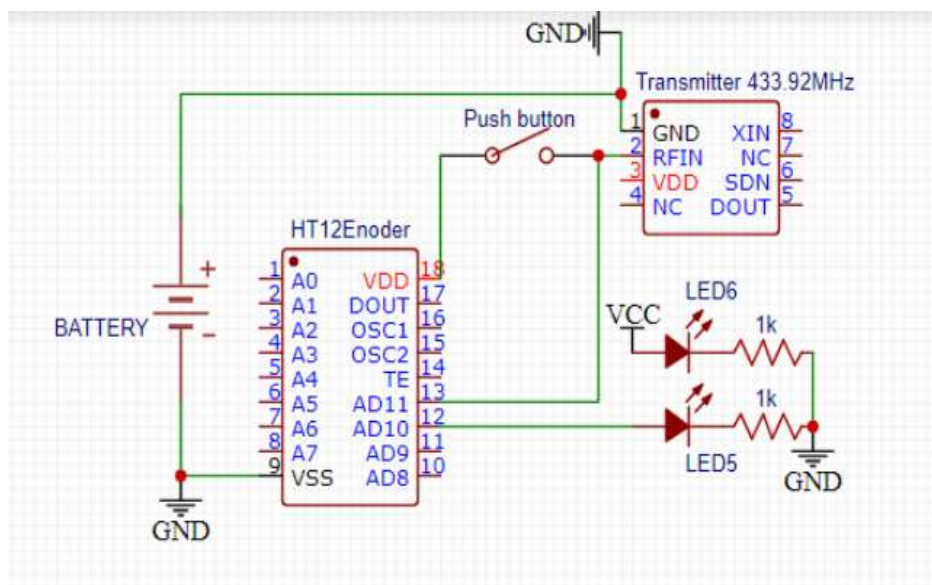 GND
Transmitter 433.92MHz
Push button
1 GND XIN 8
2 RFIN NC 7
3 VDD SDN 6
4 NC DOUT 5
HT12Enoder
1 A0 VDD 18
2 A1 DOUT 17
3 A2 OSC1 16
4 A3 OSC2 15
5 A4 TE 14
6 A5 AD11 13
7 A6 AD10 12
8 A7 AD9 11
9 VSS AD8 10
BATTERY
+
-
GND
LED6
VCC
1k
1k
LED5
GND